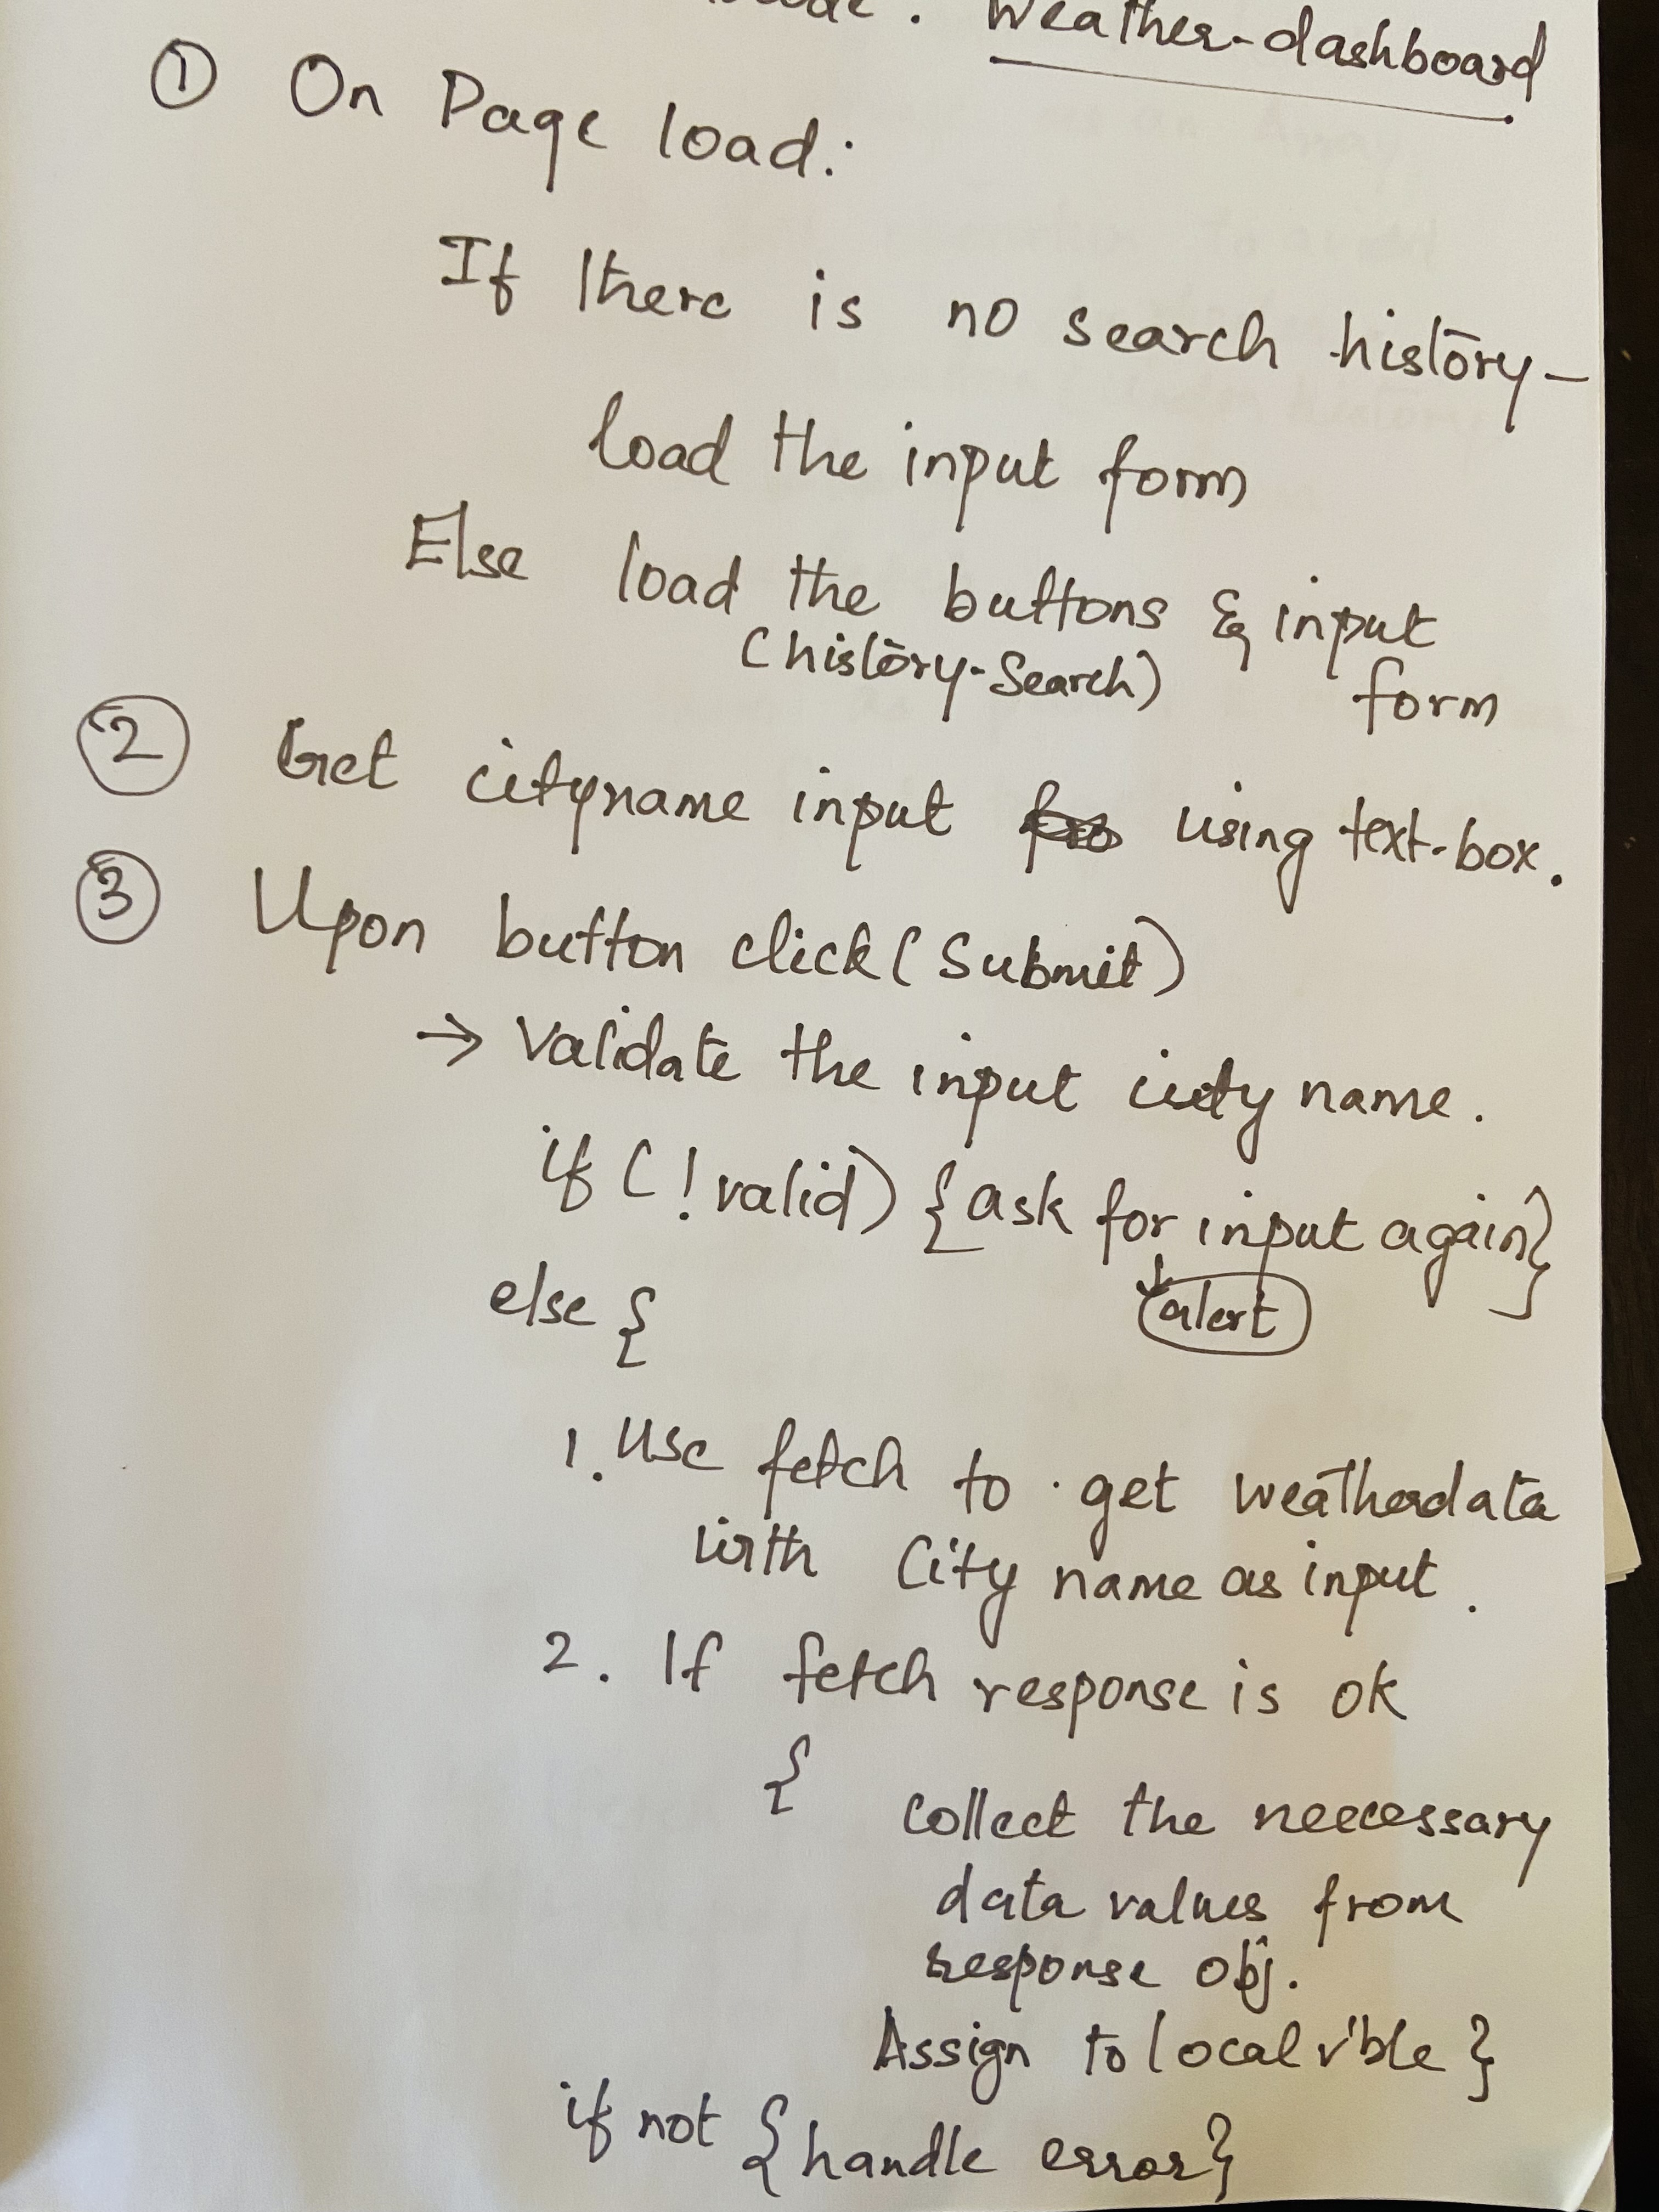 Weather-dashboard
① On Page load:
If there is no search history-
load the input form
Else load the buttons & input
(history-Search) form
② Get cityname input using text-box.
③ Upon button click (Submit)
→ Validate the input city name.
if (!valid) {ask for input again}
alert
else {
1. Use fetch to get weatherdata
with City name as input.
2. If fetch response is ok
{ collect the neecessary
data values from
response obj.
Assign to local v'ble }
if not {handle error}